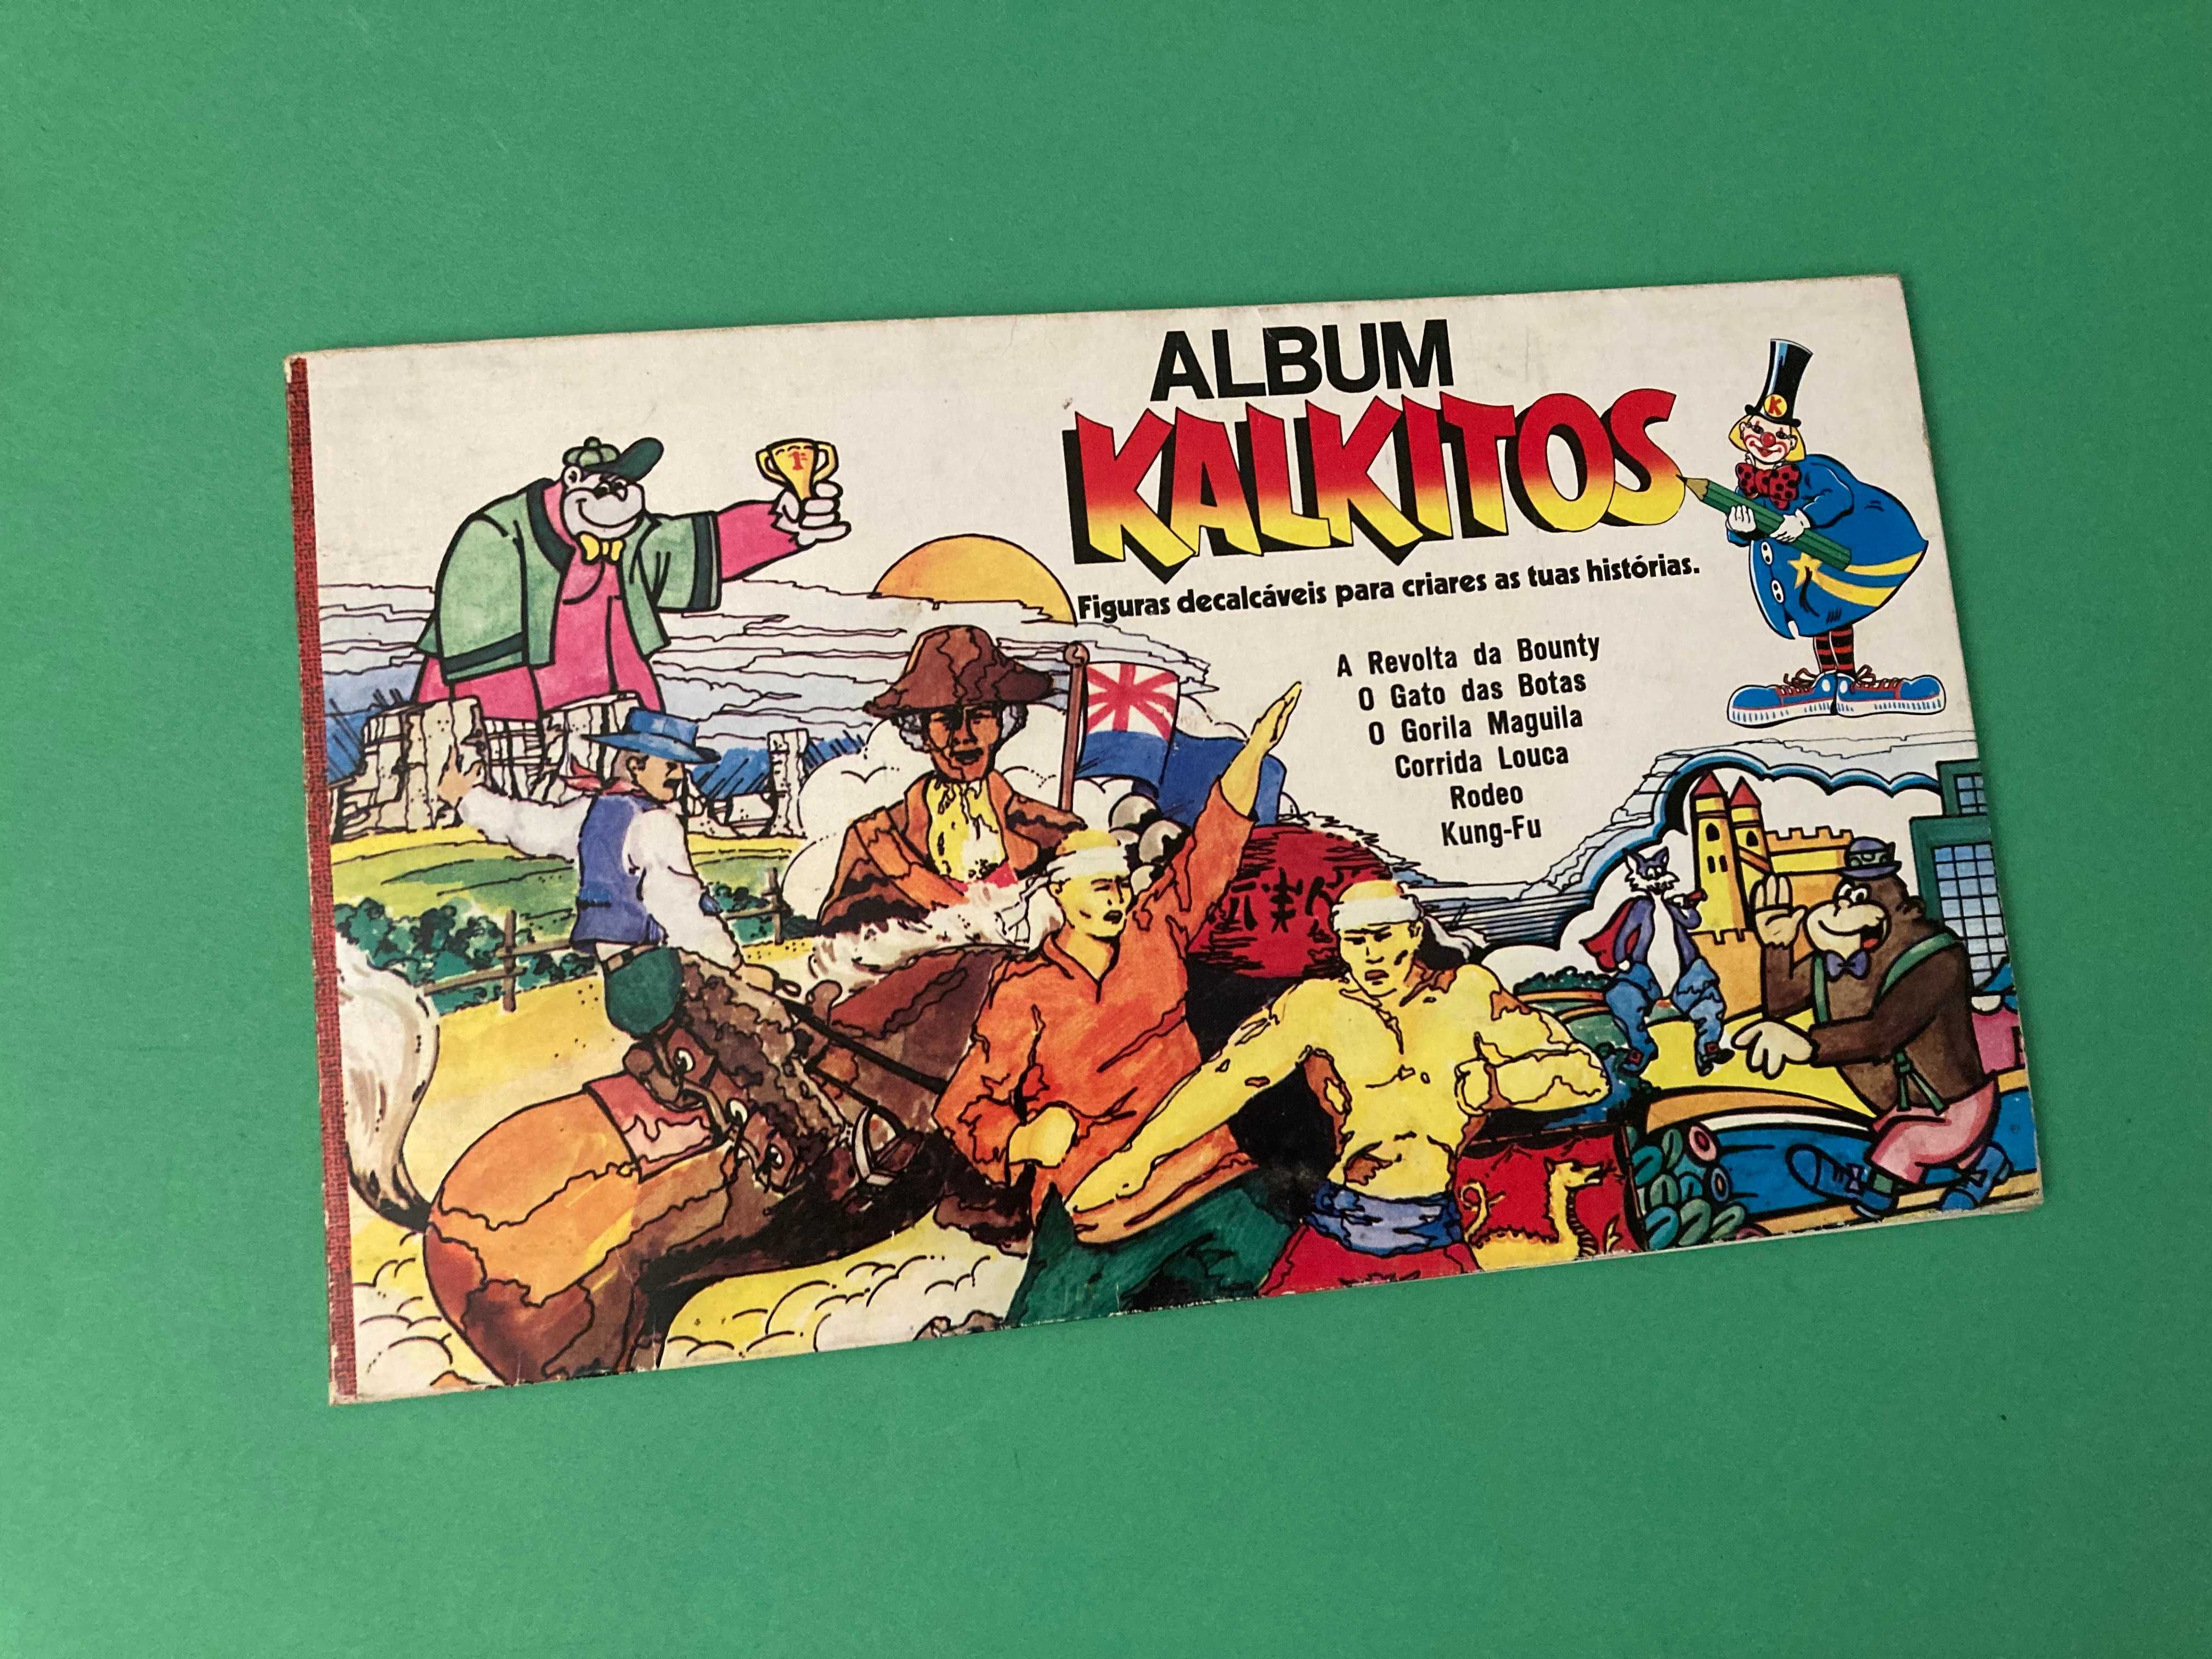 ALBUM
KALKITOS
Figuras decalcáveis para criares as tuas histórias.
A Revolta da Bounty
O Gato das Botas
O Gorila Maguila
Corrida Louca
Rodeo
Kung-Fu
K
1º